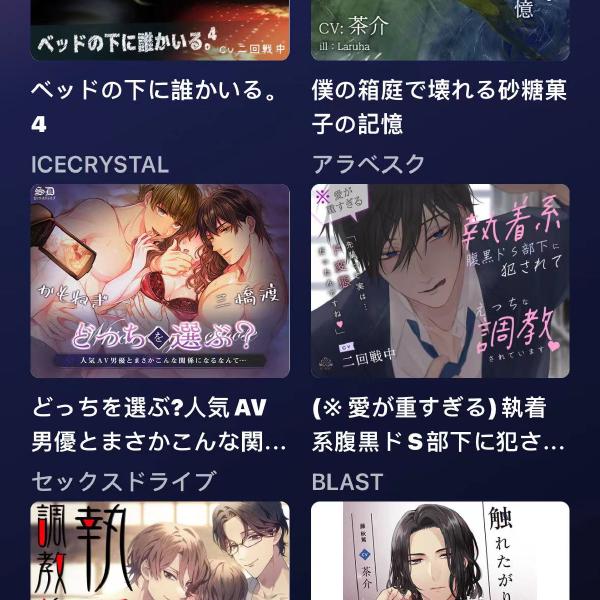 ベッドの下に誰かいる。4
CV 二回戦中
憶
CV: 茶介
ill : Laruha
ベッドの下に誰かいる。
4
僕の箱庭で壊れる砂糖菓
子の記憶
ICECRYSTAL
アラベスク
SD
かもねぎ
三橋渡
どっちを選ぶ?
人気AV男優とまさかこんな関係になるなんて…
※愛が
重すぎる
執着系
腹黒ドS部下に
犯されて
えっちな
調教
されています
CV
二回戦中
どっちを選ぶ?人気 AV
男優とまさかこんな関…
(※ 愛が重すぎる) 執着
系腹黒ド S 部下に犯さ…
セックスドライブ
BLAST
執
調教
触れたがり
CV
茶介